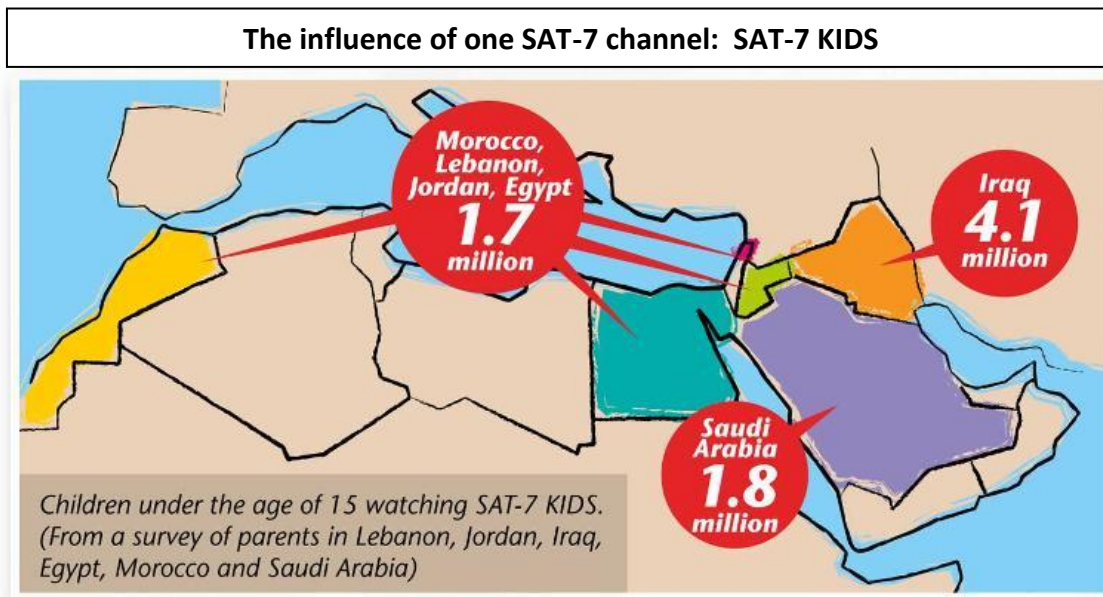 The influence of one SAT-7 channel: SAT-7 KIDS
Morocco,
Lebanon,
Jordan, Egypt
1.7
million
Iraq
4.1
million
Saudi
Arabia
1.8
million
Children under the age of 15 watching SAT-7 KIDS.
(From a survey of parents in Lebanon, Jordan, Iraq,
Egypt, Morocco and Saudi Arabia)